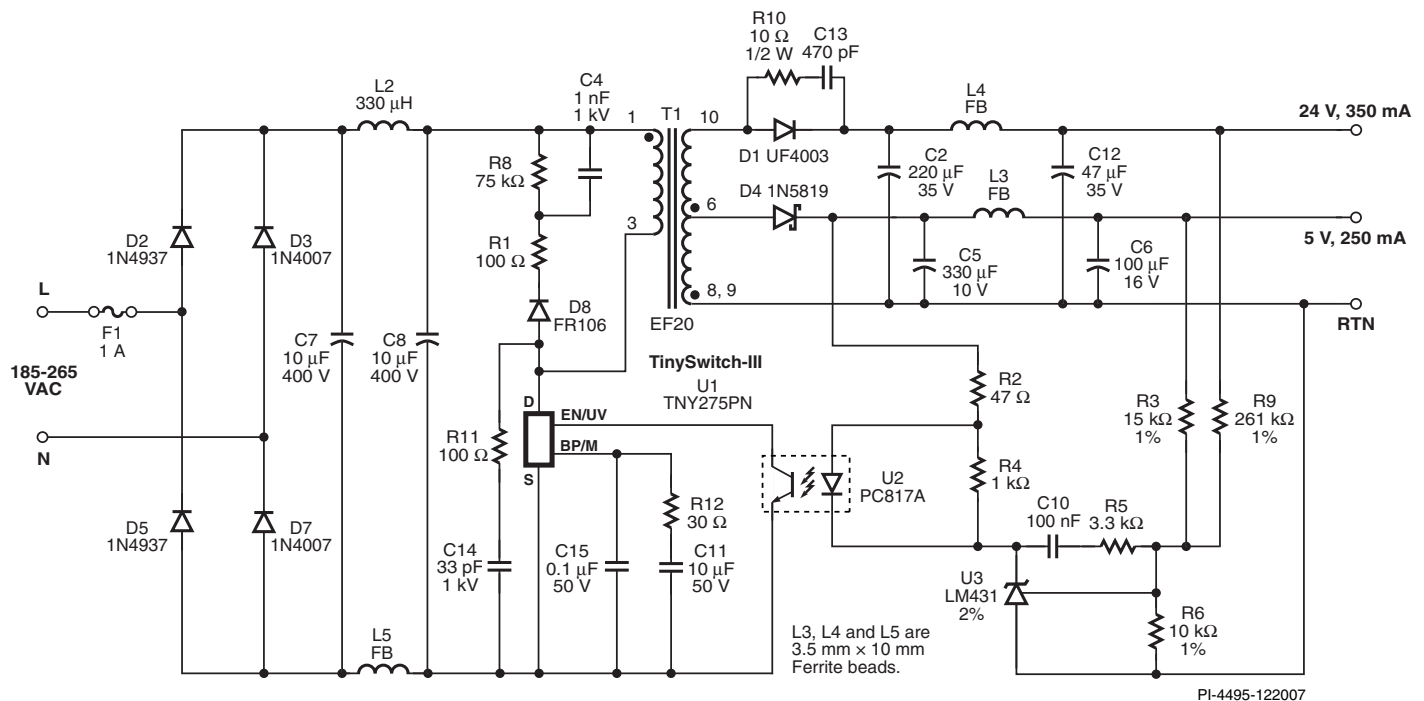 R10
10 Ω
1/2 W
C13
470 pF
L2
330 µH
C4
1 nF
1 kV
1
T1
10
L4
FB
24 V, 350 mA
R8
75 kΩ
D1 UF4003
C2
220 µF
35 V
C12
47 µF
35 V
L3
FB
D4 1N5819
6
3
5 V, 250 mA
D2
1N4937
D3
1N4007
R1
100 Ω
C5
330 µF
10 V
C6
100 µF
16 V
L
F1
1 A
D8
FR106
8, 9
EF20
RTN
C7
10 µF
400 V
C8
10 µF
400 V
185-265
VAC
TinySwitch-III
U1
TNY275PN
R2
47 Ω
D
EN/UV
R3
15 kΩ
1%
R9
261 kΩ
1%
N
R11
100 Ω
BP/M
S
U2
PC817A
R4
1 kΩ
R12
30 Ω
C10
100 nF
R5
3.3 kΩ
D5
1N4937
D7
1N4007
C14
33 pF
1 kV
C15
0.1 µF
50 V
C11
10 µF
50 V
U3
LM431
2%
R6
10 kΩ
1%
L5
FB
L3, L4 and L5 are
3.5 mm × 10 mm
Ferrite beads.
PI-4495-122007